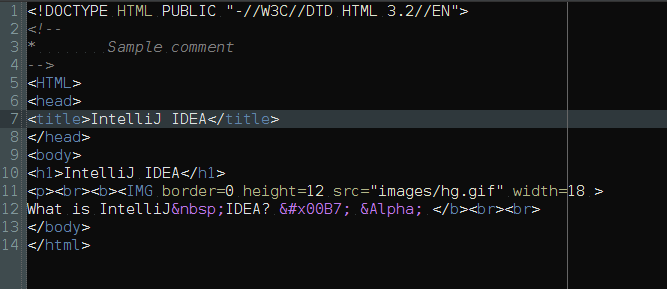 1 <!DOCTYPE HTML PUBLIC "-//W3C//DTD HTML 3.2//EN">
2 <!--
3 *        Sample comment
4 -->
5 <HTML>
6 <head>
7 <title>IntelliJ IDEA</title>
8 </head>
9 <body>
10 <h1>IntelliJ IDEA</h1>
11 <p><br><b><IMG border=0 height=12 src="images/hg.gif" width=18 >
12 What is IntelliJ&nbsp;IDEA? &#x00B7; &Alpha; </b><br><br>
13 </body>
14 </html>